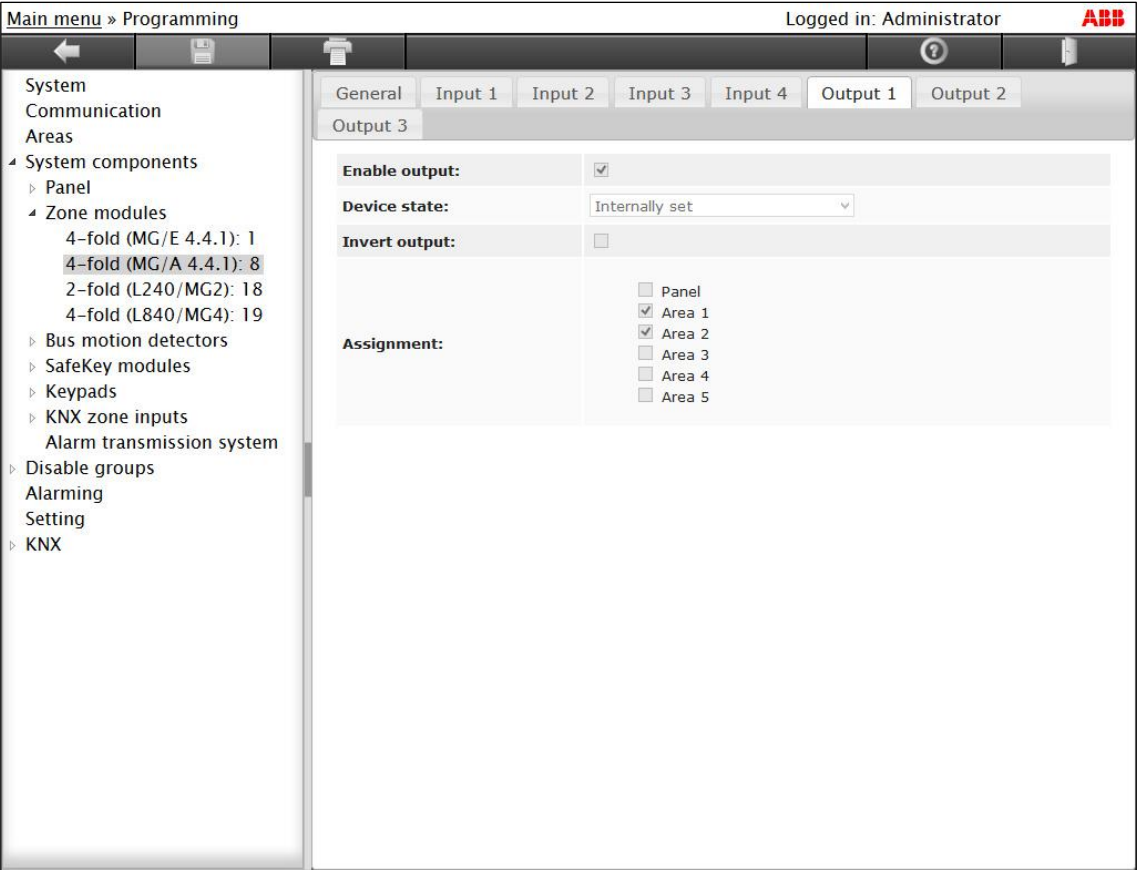 Main menu » Programming
Logged in: Administrator
ABB
System
Communication
Areas
System components
Panel
Zone modules
4-fold (MG/E 4.4.1): 1
4-fold (MG/A 4.4.1): 8
2-fold (L240/MG2): 18
4-fold (L840/MG4): 19
Bus motion detectors
SafeKey modules
Keypads
KNX zone inputs
Alarm transmission system
Disable groups
Alarming
Setting
KNX
General Input 1 Input 2 Input 3 Input 4 Output 1 Output 2
Output 3
Enable output:
Device state: Internally set
Invert output:
Assignment:
Panel
Area 1
Area 2
Area 3
Area 4
Area 5